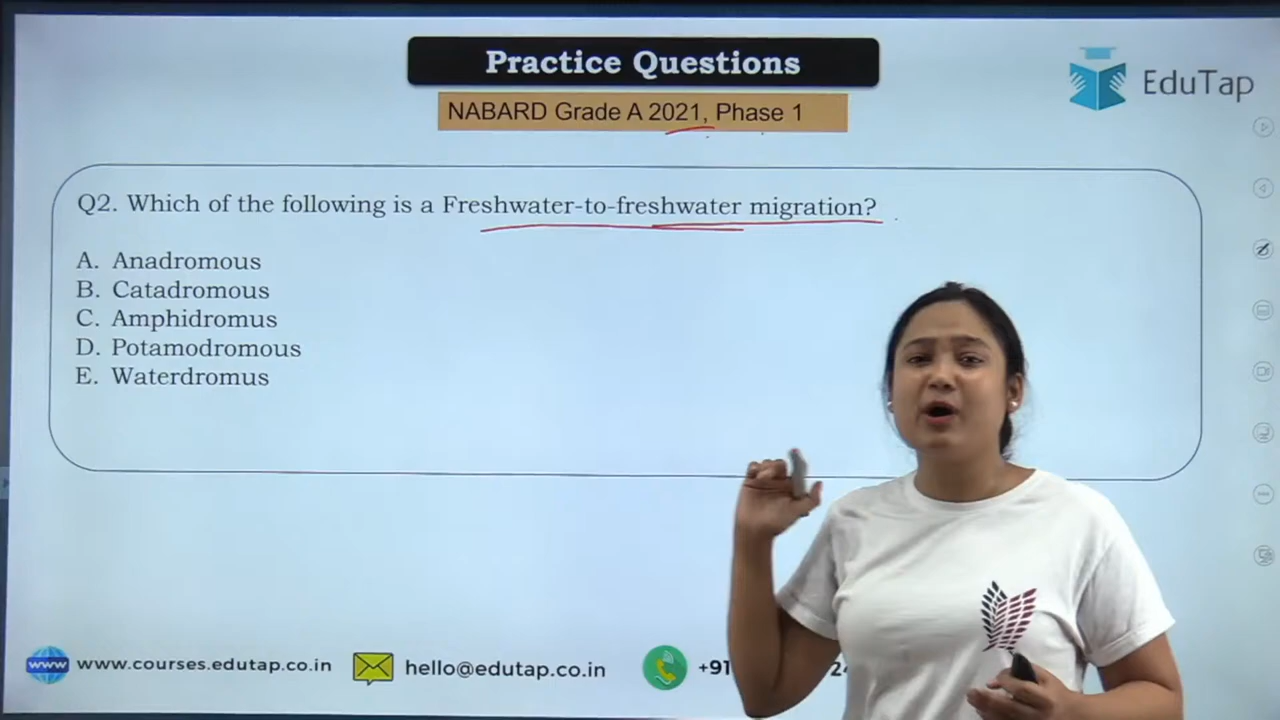 Practice Questions
EduTap
NABARD Grade A 2021, Phase 1
Q2. Which of the following is a Freshwater-to-freshwater migration?
A. Anadromous
B. Catadromous
C. Amphidromus
D. Potamodromous
E. Waterdromus
www www.courses.edutap.co.in
hello@edutap.co.in
+91